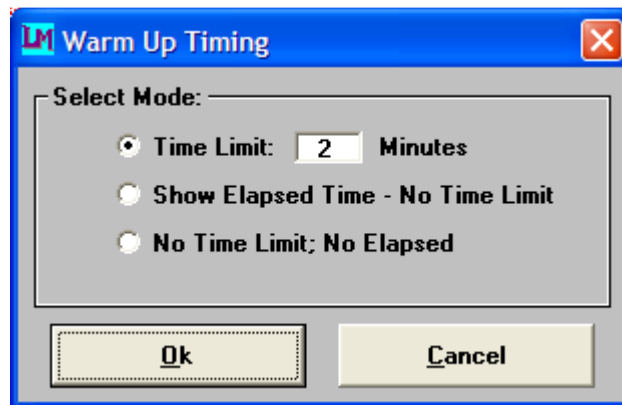 LM Warm Up Timing
Select Mode:
Time Limit: 2 Minutes
Show Elapsed Time - No Time Limit
No Time Limit; No Elapsed
Ok Cancel